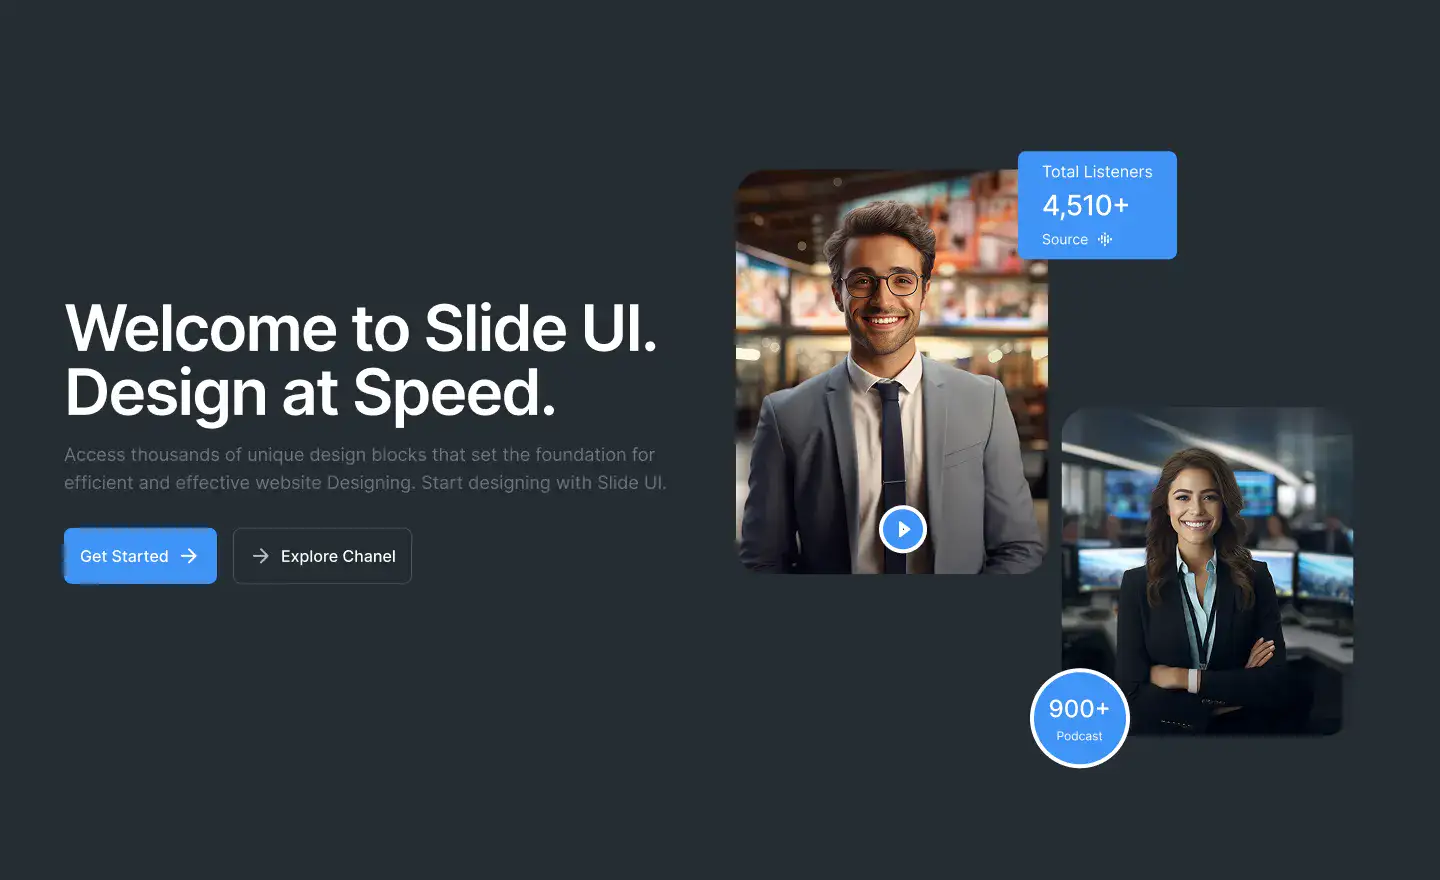 Welcome to Slide UI.
Design at Speed.
Access thousands of unique design blocks that set the foundation for
efficient and effective website Designing. Start designing with Slide UI.
Get Started
Explore Chanel
Total Listeners
4,510+
Source
900+
Podcast